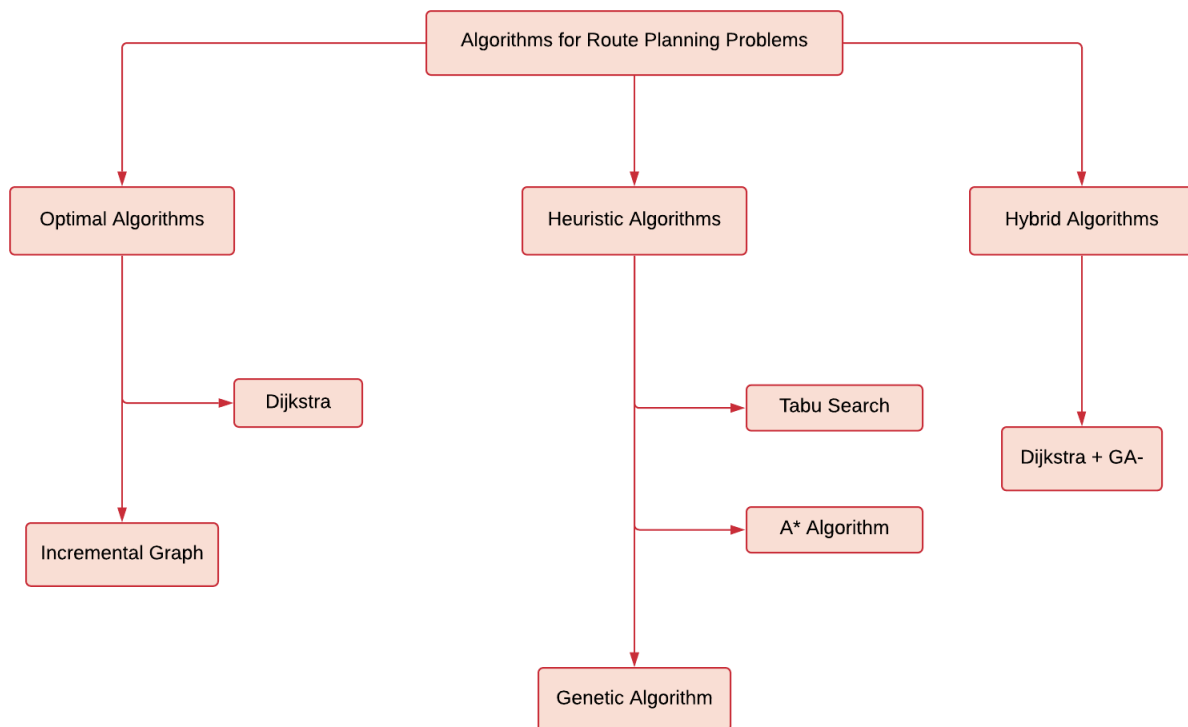 Algorithms for Route Planning Problems
Optimal Algorithms
Heuristic Algorithms
Hybrid Algorithms
Dijkstra
Tabu Search
Dijkstra + GA-
A* Algorithm
Incremental Graph
Genetic Algorithm